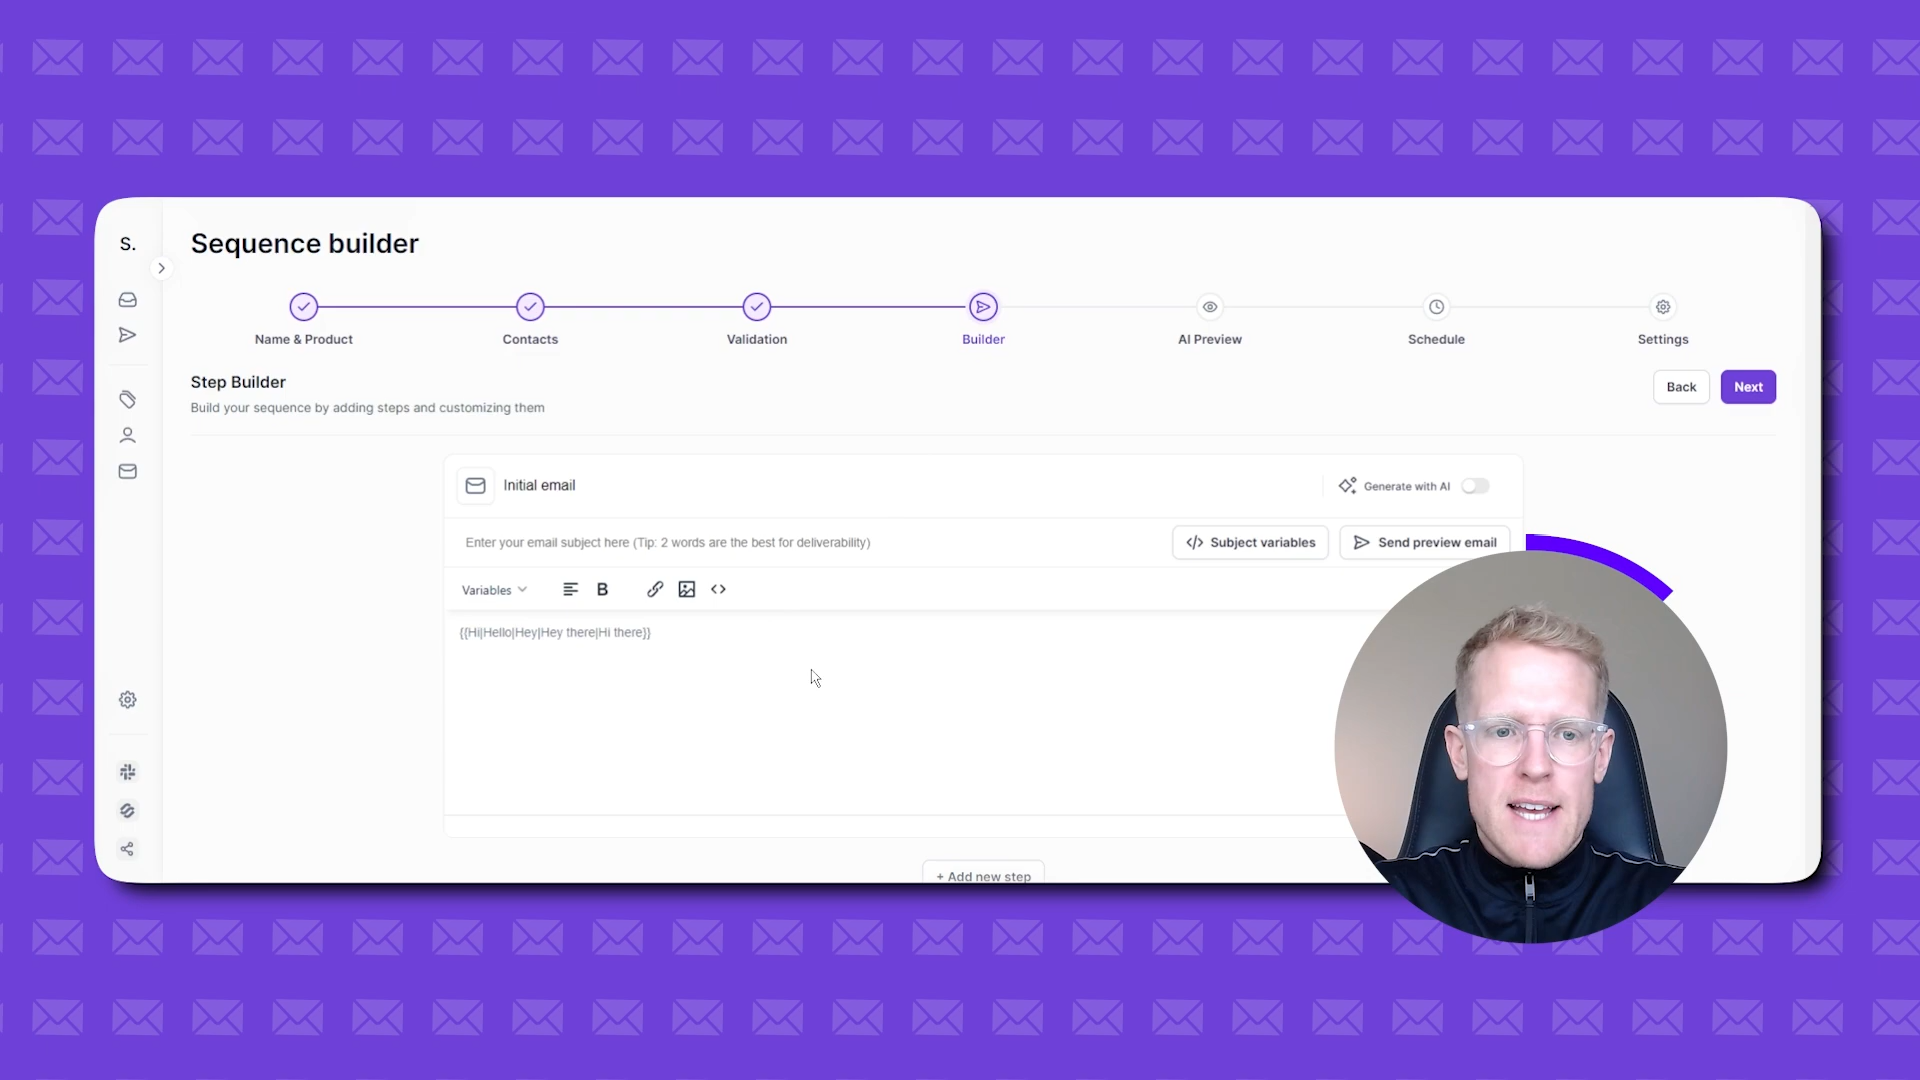 S.
Sequence builder
Name & Product
Contacts
Validation
Builder
AI Preview
Schedule
Settings
Step Builder
Build your sequence by adding steps and customizing them
Back
Next
Initial email
Generate with AI
Enter your email subject here (Tip: 2 words are the best for deliverability)
Subject variables
Send preview email
Variables
B
{{Hi|Hello|Hey|Hey there|Hi there}}
+ Add new step